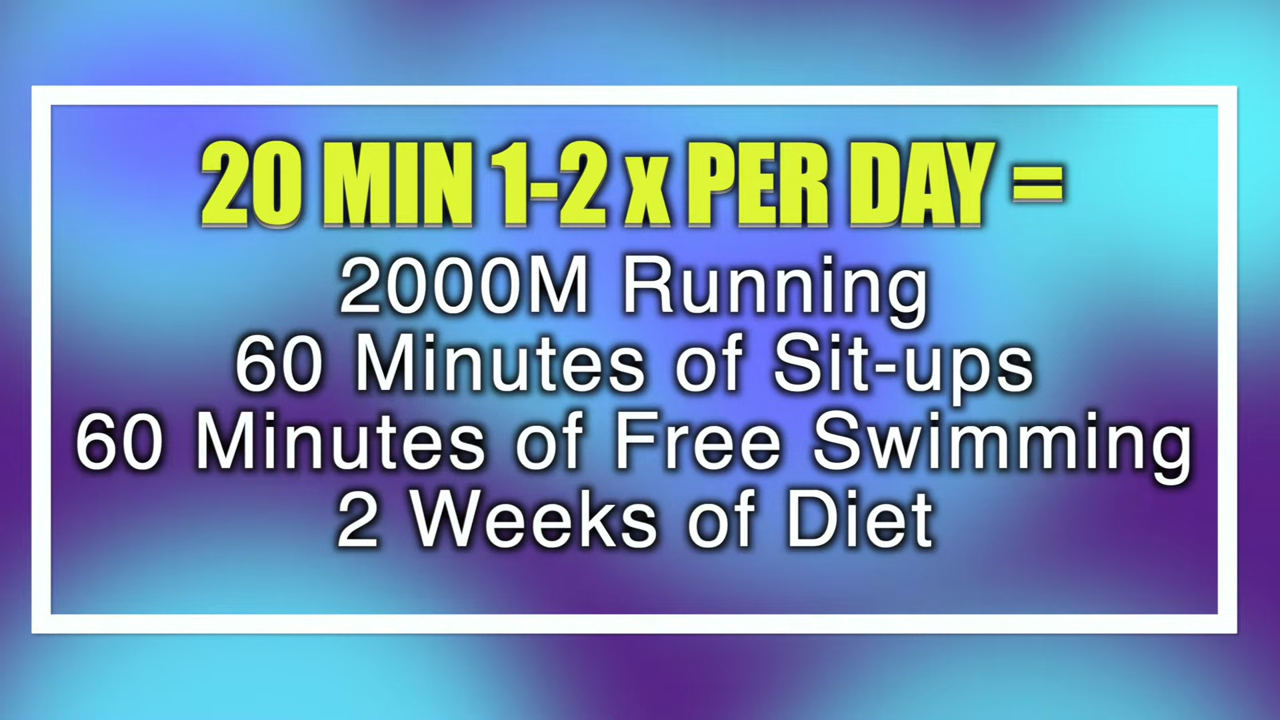 20 MIN 1-2 x PER DAY =
2000M Running
60 Minutes of Sit-ups
60 Minutes of Free Swimming
2 Weeks of Diet